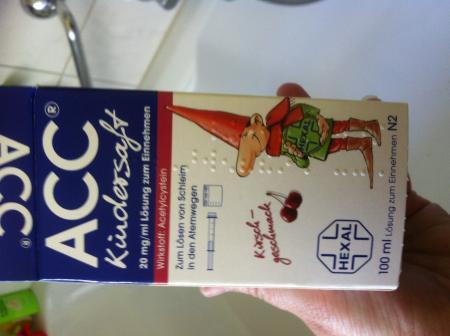 ACC®
ACC®
Kindersaft
20 mg/ml Lösung zum Einnehmen
Wirkstoff: Acetylcystein
Zum Lösen von Schleim
in den Atemwegen
Kirsch-
geschmack
HEXAL
HEXAL
100 ml Lösung zum Einnehmen N2